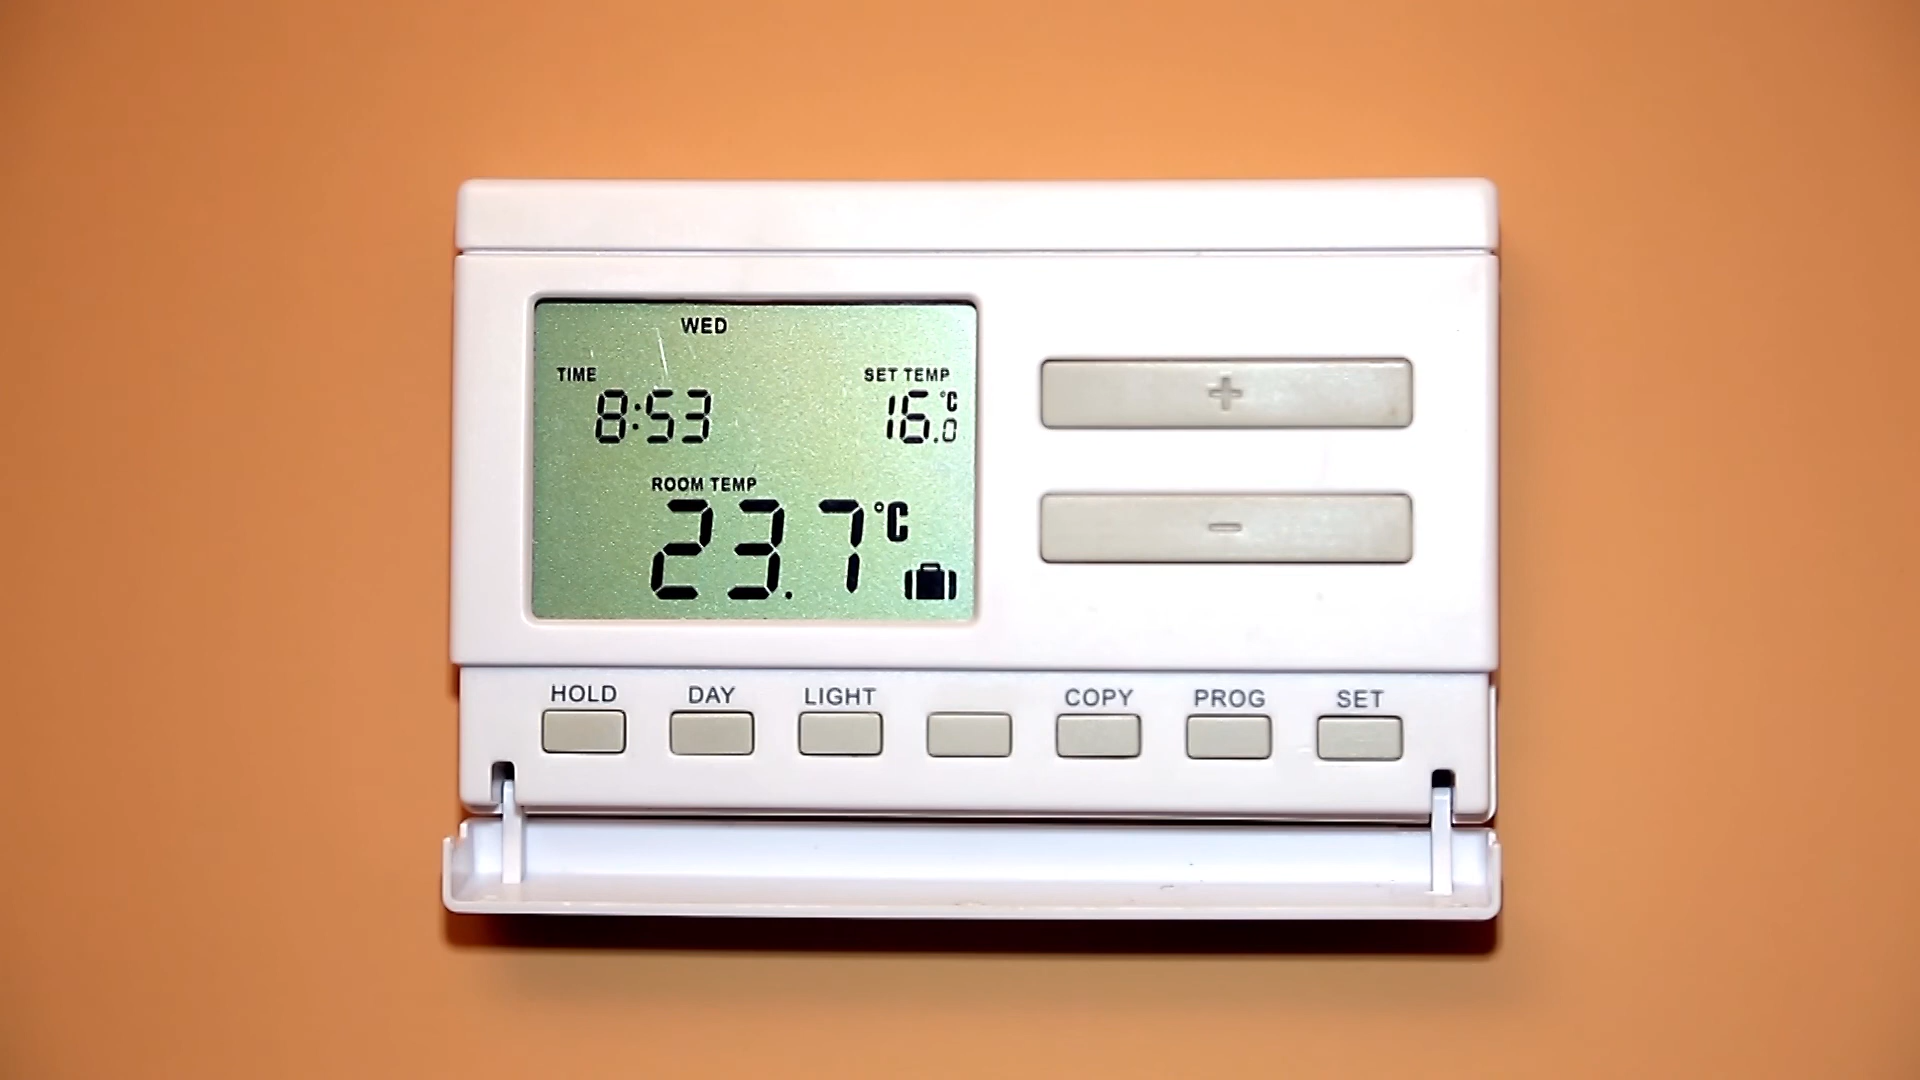 WED
TIME SET TEMP
8:53 16.0 °C
ROOM TEMP
23.7 °C
+
-
HOLD DAY LIGHT COPY PROG SET